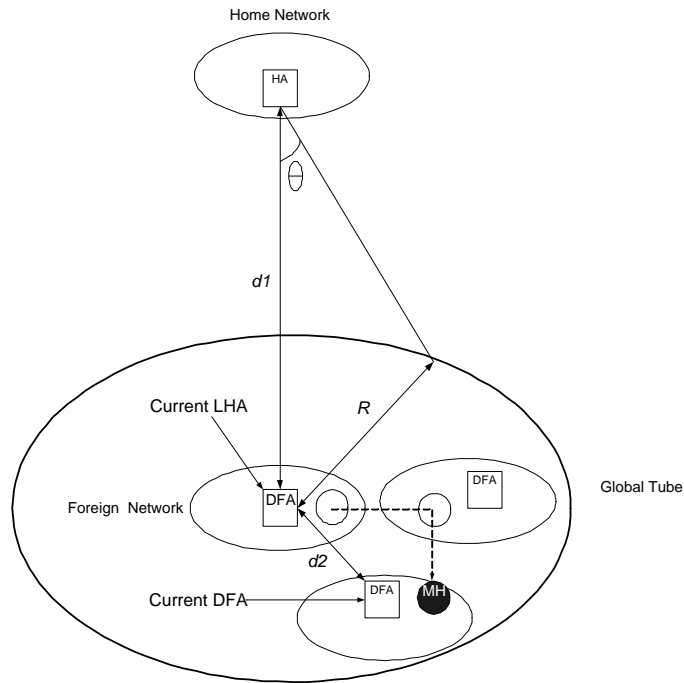 Home Network
HA
Θ
d1
Current LHA
R
DFA
DFA
Foreign Network
Global Tube
d2
DFA
MH
Current DFA